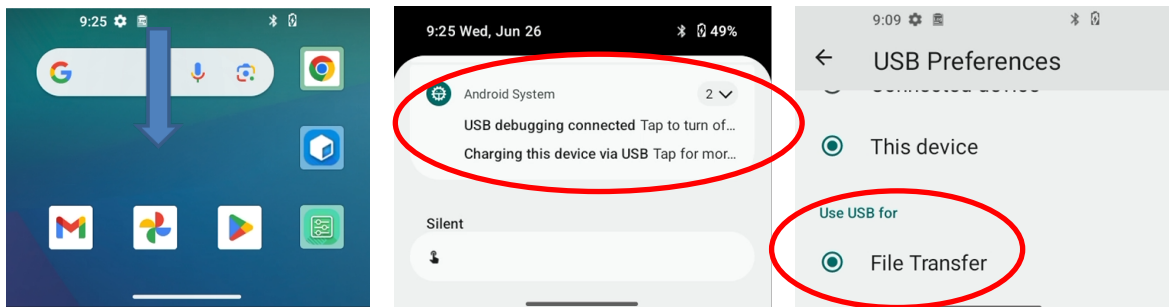 9:25
9:25 Wed, Jun 26
49%
Android System
2
USB debugging connected Tap to turn of...
Charging this device via USB Tap for mor...
Silent
9:09
USB Preferences
This device
Use USB for
File Transfer